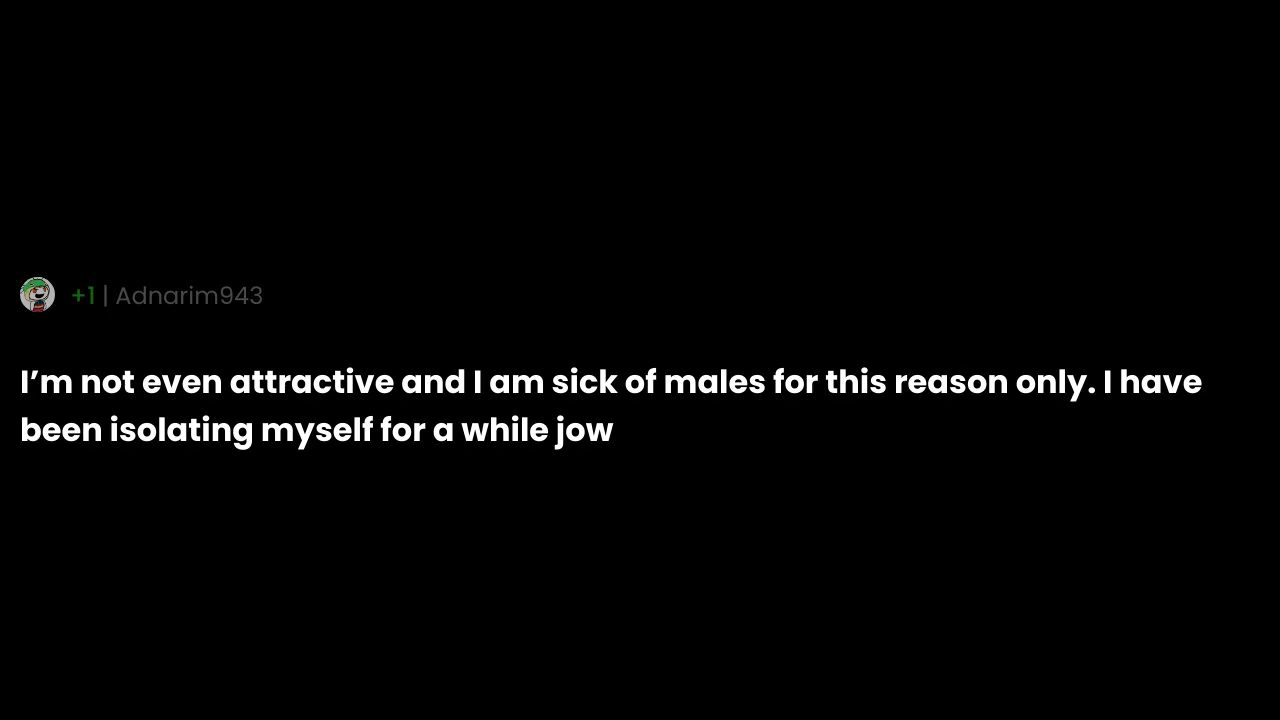 +1 | Adnarim943
I’m not even attractive and I am sick of males for this reason only. I have
been isolating myself for a while jow